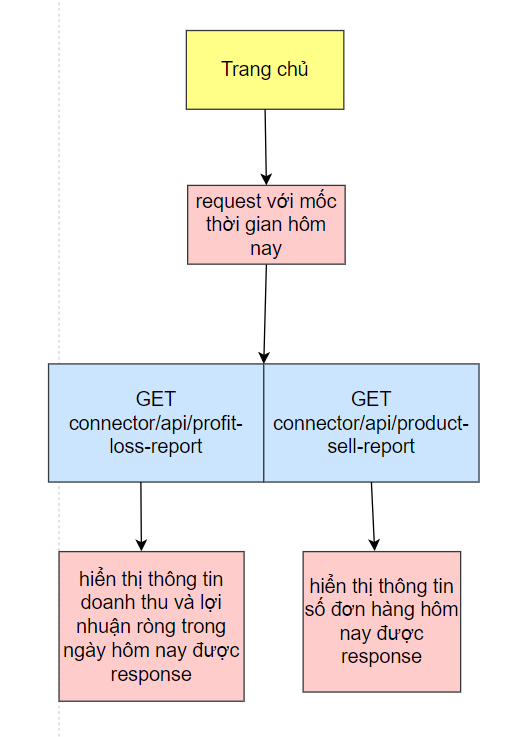 Trang chủ
request với mốc
thời gian hôm
nay
GET
connector/api/profit-
loss-report
GET
connector/api/product-
sell-report
hiển thị thông tin
doanh thu và lợi
nhuận ròng trong
ngày hôm nay được
response
hiển thị thông tin
số đơn hàng hôm
nay được
response